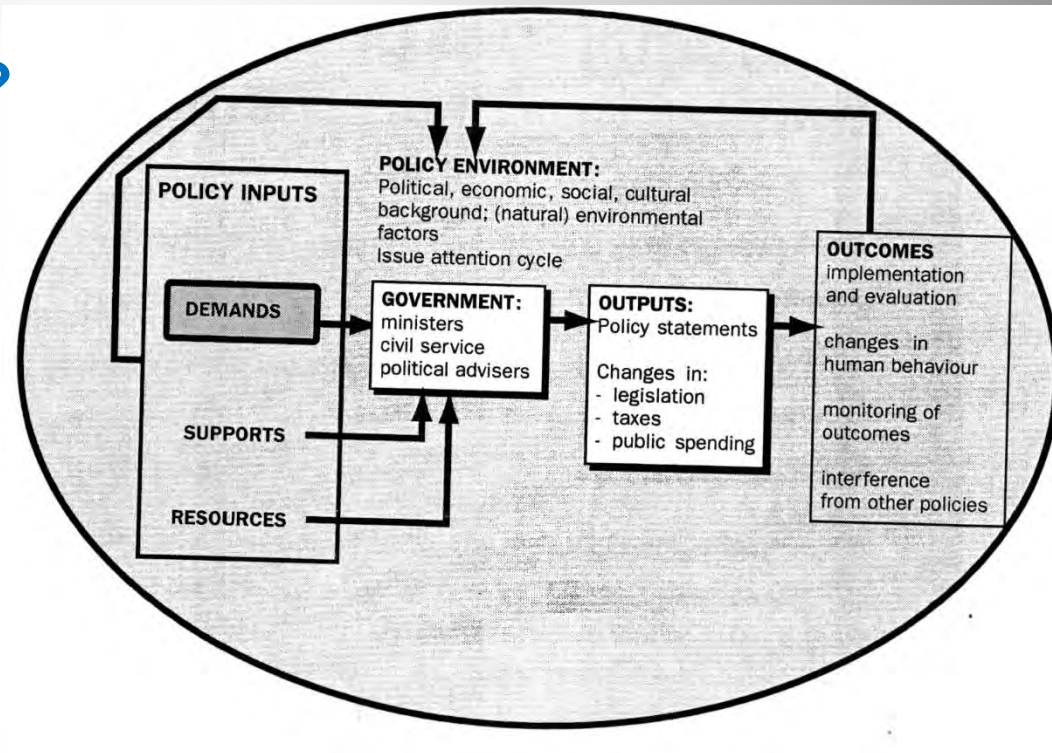 POLICY ENVIRONMENT:
Political, economic, social, cultural
background; (natural) environmental
factors
Issue attention cycle
POLICY INPUTS
DEMANDS
SUPPORTS
RESOURCES
GOVERNMENT:
ministers
civil service
political advisers
OUTPUTS:
Policy statements
Changes in:
- legislation
- taxes
- public spending
OUTCOMES
implementation
and evaluation
changes in
human behaviour
monitoring of
outcomes
interference
from other policies